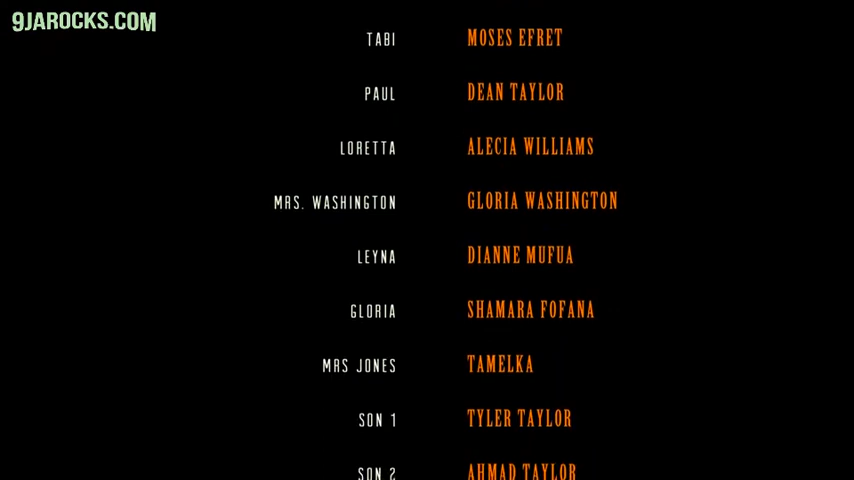 9JAROCKS.COM
TABI MOSES EFRET
PAUL DEAN TAYLOR
LORETTA ALECIA WILLIAMS
MRS. WASHINGTON GLORIA WASHINGTON
LEYNA DIANNE MUFUA
GLORIA SHAMARA FOFANA
MRS JONES TAMELKA
SON 1 TYLER TAYLOR
SON 2 AHMAD TAYLOR